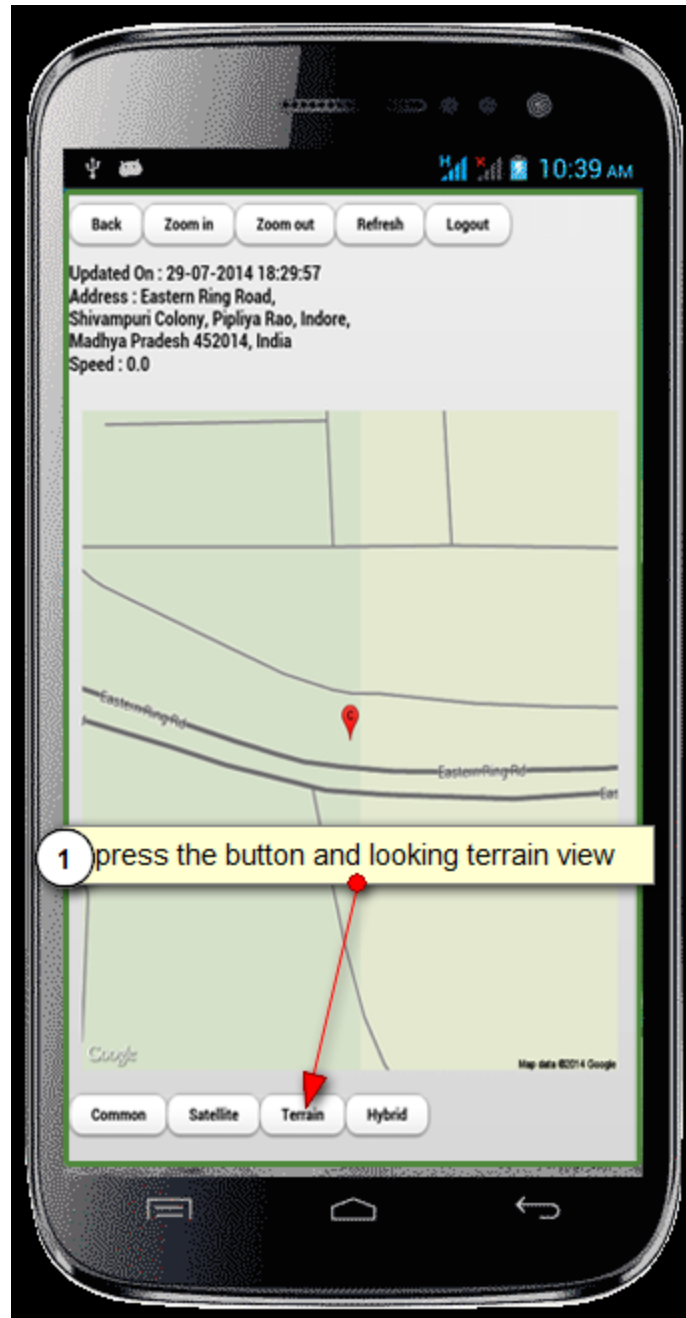 10:39 AM
Back Zoom in Zoom out Refresh Logout
Updated On : 29-07-2014 18:29:57
Address : Eastern Ring Road,
Shivampuri Colony, Pipliya Rao, Indore,
Madhya Pradesh 452014, India
Speed : 0.0
Eastern Ring Rd
Eastern Ring Rd
East
1 press the button and looking terrain view
Google
Map data ©2014 Google
Common Satellite Terrain Hybrid